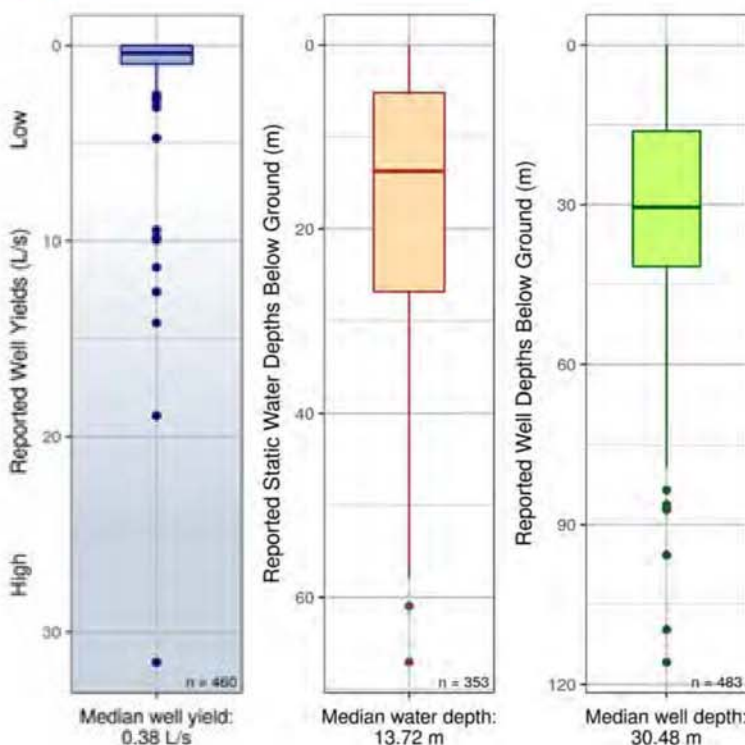 Reported Well Yields (L/s)
Low
High
0
10
20
30
n = 460
Median well yield:
0.38 L/s
Reported Static Water Depths Below Ground (m)
0
20
40
60
n = 353
Median water depth:
13.72 m
Reported Well Depths Below Ground (m)
0
30
60
90
120
n = 483
Median well depth:
30.48 m